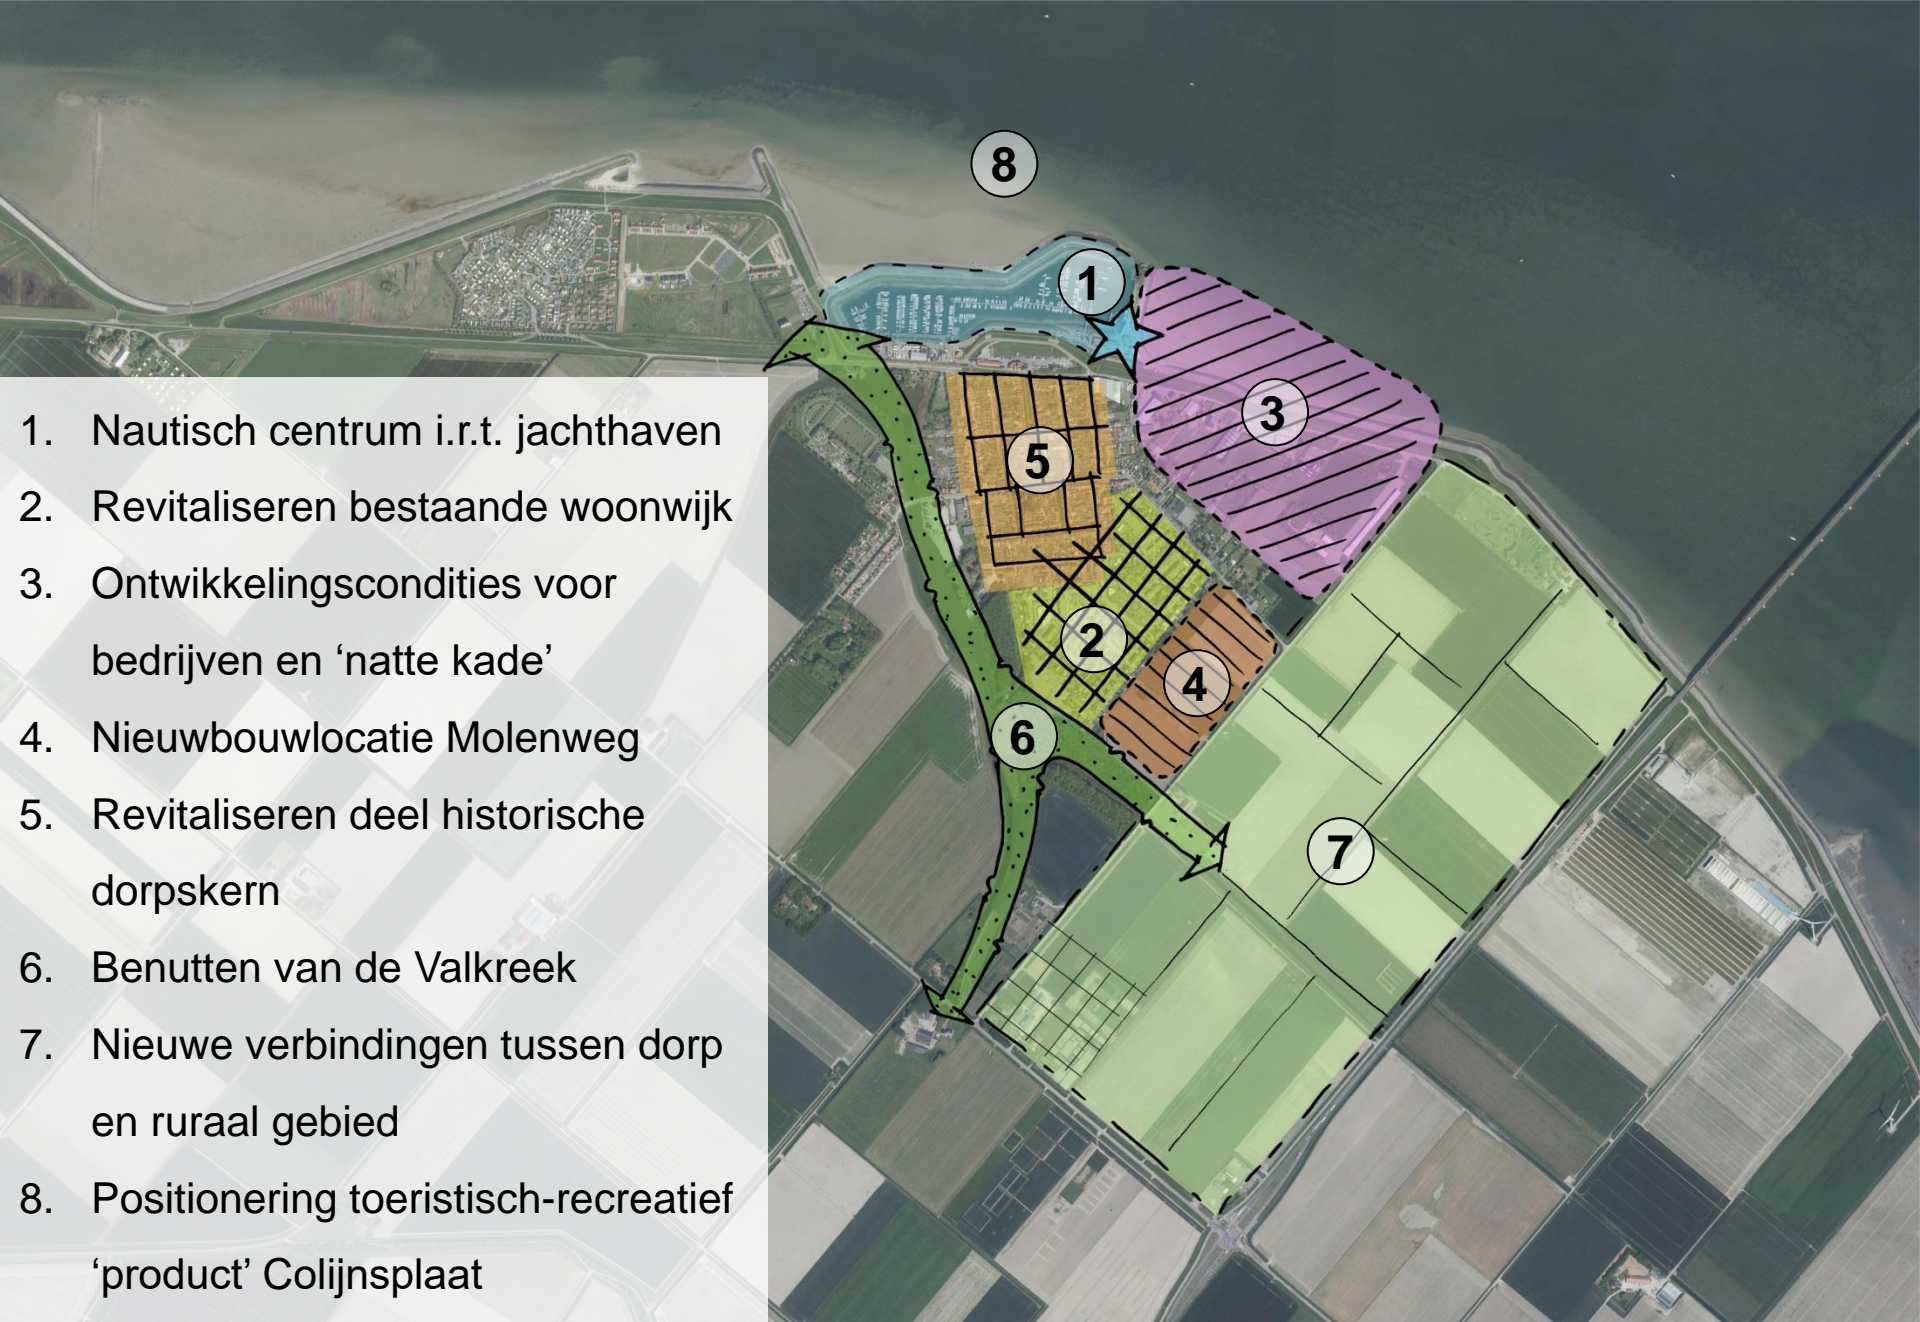 1. Nautisch centrum i.r.t. jachthaven
2. Revitaliseren bestaande woonwijk
3. Ontwikkelingscondities voor
bedrijven en ‘natte kade’
4. Nieuwbouwlocatie Molenweg
5. Revitaliseren deel historische
dorpskern
6. Benutten van de Valkreek
7. Nieuwe verbindingen tussen dorp
en ruraal gebied
8. Positionering toeristisch-recreatief
‘product’ Colijnsplaat
8
1
3
5
2
4
6
7